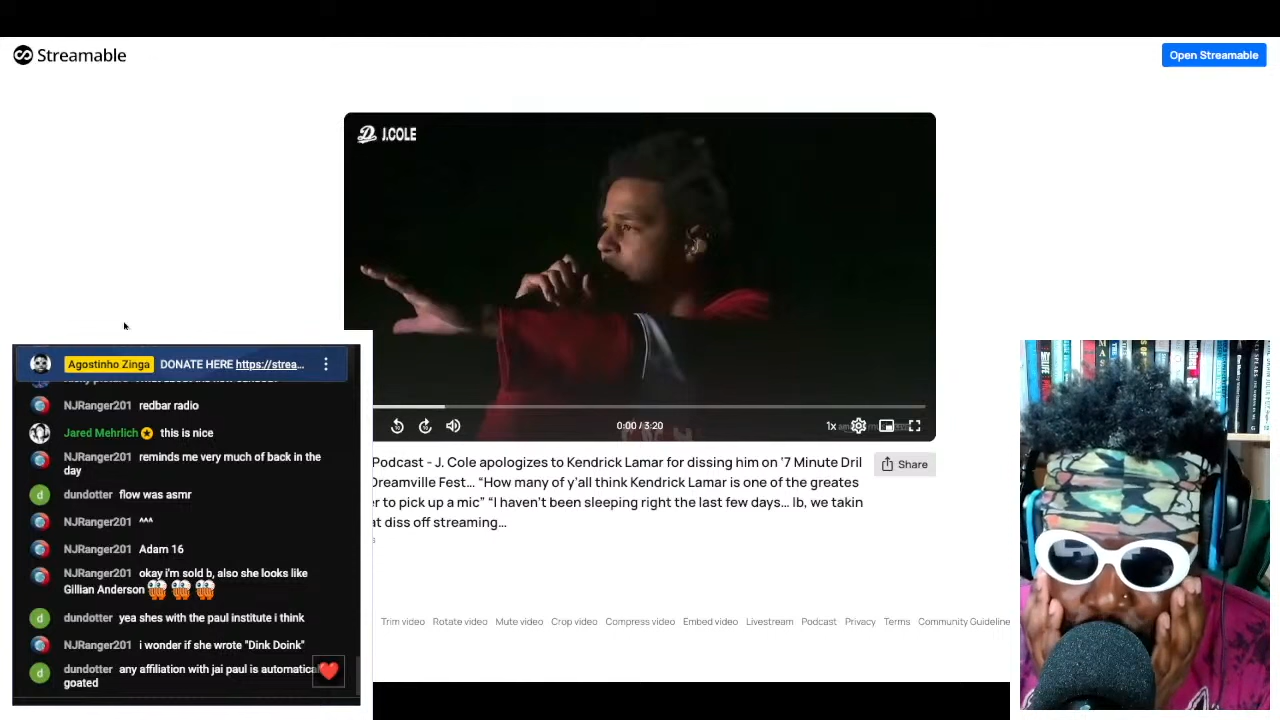 Streamable
Open Streamable
J.COLE
0:00 / 3:20
1x
Podcast - J. Cole apologizes to Kendrick Lamar for dissing him on '7 Minute Dril
Share
Dreamville Fest... “How many of y'all think Kendrick Lamar is one of the greates
er to pick up a mic” “I haven't been sleeping right the last few days... Ib, we takin
at diss off streaming...
Trim video Rotate video Mute video Crop video Compress video Embed video Livestream Podcast Privacy Terms Community Guideline
Agostinho Zinga DONATE HERE https://strea...
NJRanger201 redbar radio
Jared Mehrlich this is nice
NJRanger201 reminds me very much of back in the
day
dundotter flow was asmr
NJRanger201 ^^^
NJRanger201 Adam 16
NJRanger201 okay i'm sold b, also she looks like
Gillian Anderson
dundotter yea shes with the paul institute i think
NJRanger201 i wonder if she wrote "Dink Doink"
dundotter any affiliation with jai paul is automatical
goated